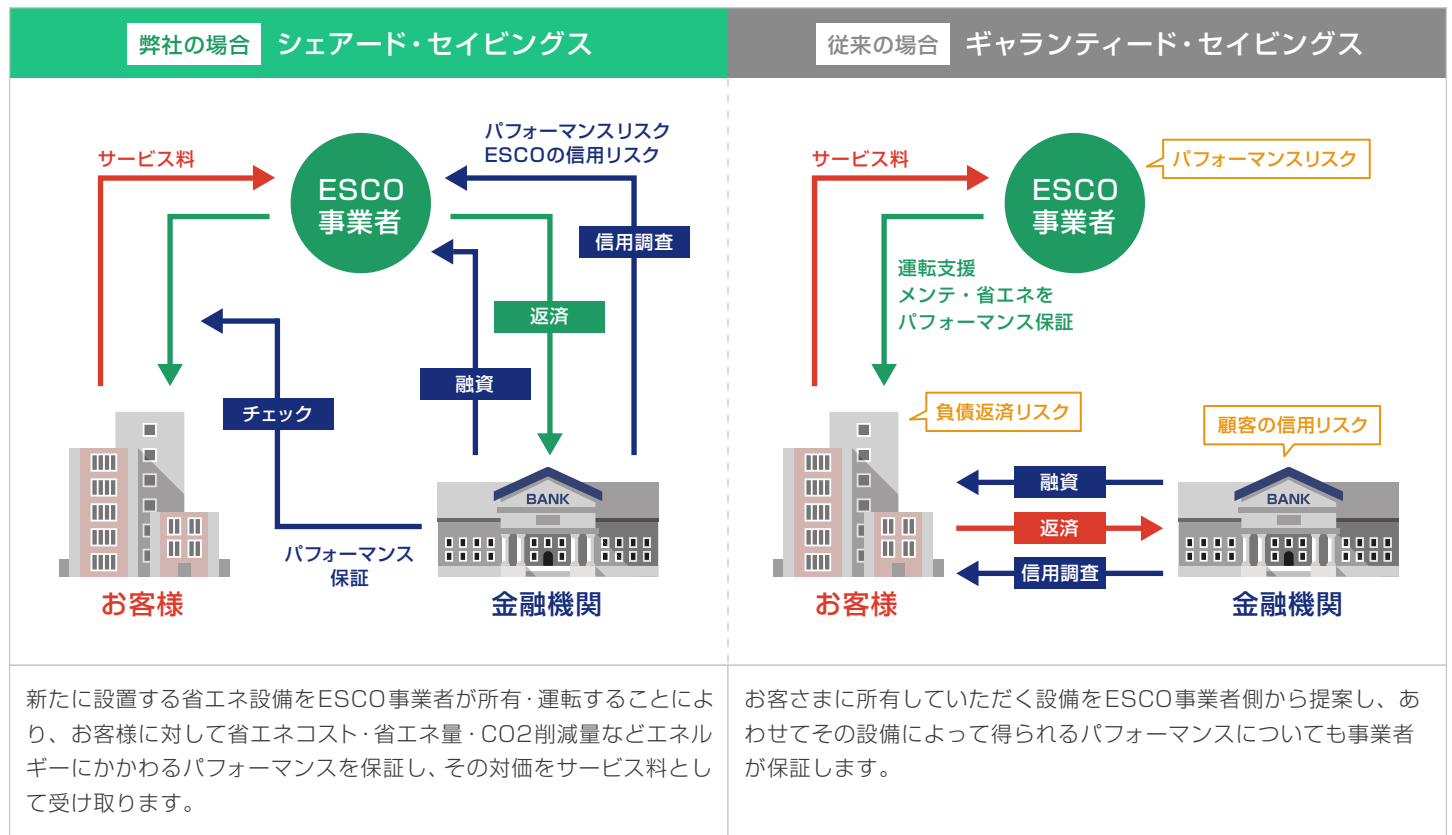 弊社の場合 シェアード・セイビングス
サービス料
ESCO
事業者
パフォーマンスリスク
ESCOの信用リスク
信用調査
返済
融資
チェック
BANK
パフォーマンス
保証
お客様
金融機関
新たに設置する省エネ設備をESCO事業者が所有・運転することによ
り、お客様に対して省エネコスト・省エネ量・CO2削減量などエネル
ギーにかかわるパフォーマンスを保証し、その対価をサービス料とし
て受け取ります。
従来の場合 ギャランティード・セイビングス
サービス料
ESCO
事業者
パフォーマンスリスク
運転支援
メンテ・省エネを
パフォーマンス保証
負債返済リスク
顧客の信用リスク
融資
返済
信用調査
BANK
お客様
金融機関
お客さまに所有していただく設備をESCO事業者側から提案し、あ
わせてその設備によって得られるパフォーマンスについても事業者
が保証します。